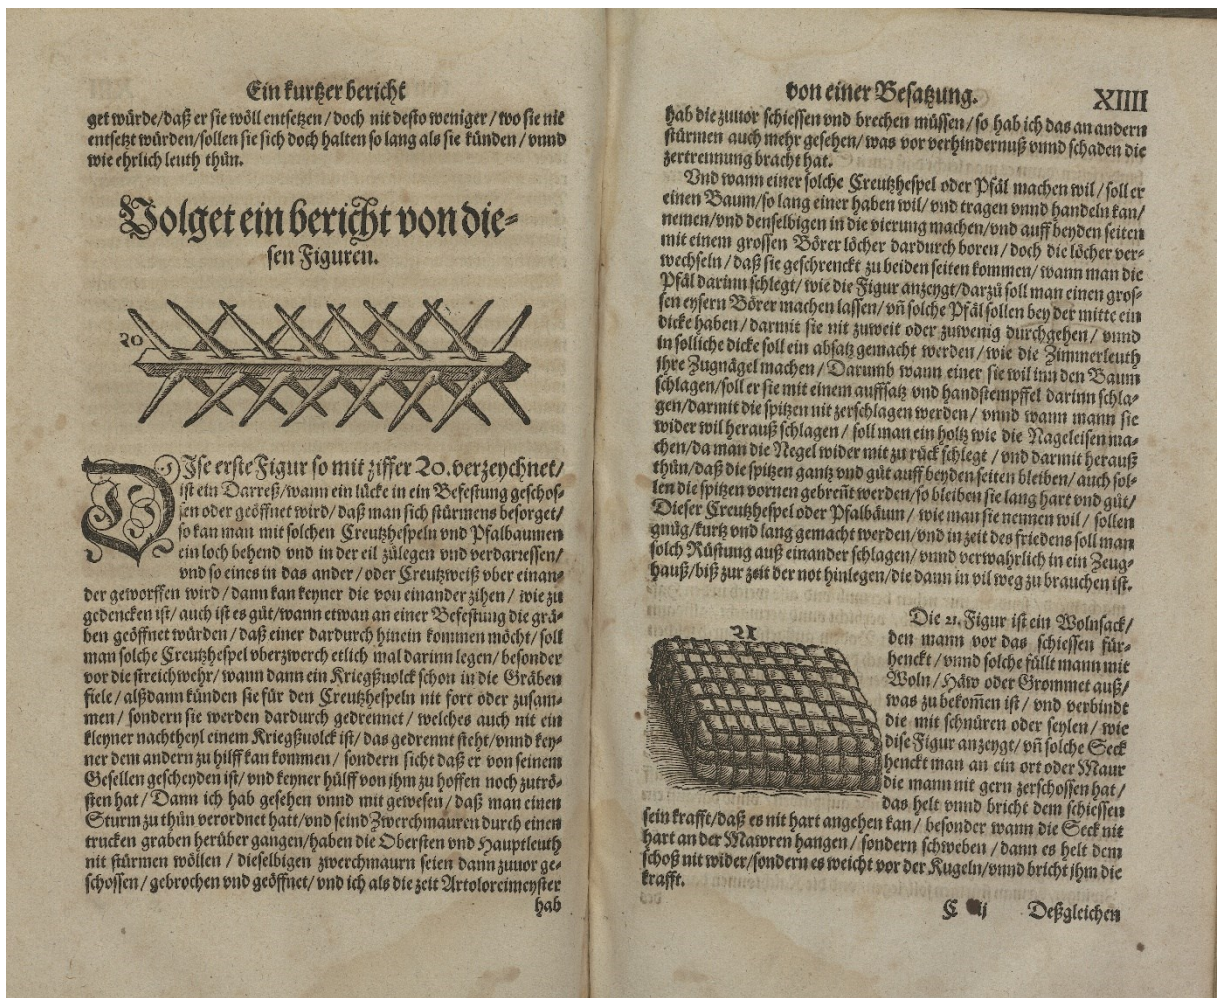 Ein kurtzer bericht
get würde/daß er sie wöll entsetzen/doch nit desto weniger/wo sie nit
entsetzt würden/sollen sie sich doch halten so lang als sie künden/vnnd
wie ehrlich leuth thůn.
Volget ein bericht von die-
sen Figuren.
20
DIse erste Figur so mit ziffer 20. verzeychnet/
ist ein Darreß/wann ein lücke in ein Befestung geschos-
sen oder geöffnet wird/daß man sich stürmens besorget/
so kan man mit solchen Creutzhespeln vnd Pfalbaumen
ein loch behend vnd in der eil zůlegen vnd verdarressen/
vnd so eines in das ander/oder Creutzweiß vber einan-
der geworffen wird/dann kan keyner die von einander zihen/wie zu
gedencken ist/auch ist es gůt/wann etwan an einer Befestung die grä-
ben geöffnet würden/daß einer dardurch hinein kommen möcht/soll
man solche Creutzhespel vberzwerch etlich mal darinn legen/besonder
vor die streichwehr/wann dann ein Kriegßuolck schon in die Gräben
fiele/alßdann künden sie für den Creutzhespeln nit fort oder zusam-
men/sondern sie werden dardurch gedrennet/welches auch nit ein
kleyner nachtheyl einem Kriegßuolck ist/das gedrennt steht/vnnd key-
ner dem andern zu hilff kan kommen/sondern sicht daß er von seinem
Gesellen gescheyden ist/vnd keyner hülff von jhm zu hoffen noch zutrö-
sten hat/Dann ich hab gesehen vnnd mit gewesen/daß man einen
Sturm zu thůn verordnet hatt/vnd seind Zwerchmauren durch einen
trucken graben herüber gangen/haben die Obersten vnd Hauptleuth
nit stürmen wöllen/dieselbigen zwerchmaurn seien dann zuuor ge-
schossen/gebrochen vnd geöffnet/vnd ich als die zeit Artoloreimeyster
hab
von einer Besatzung.
XIIII
hab die zuuor schiessen vnd brechen müssen/so hab ich das an andern
stürmen auch mehr gesehen/was vor verhindernuß vnnd schaden die
zertrennung bracht hat.
Vnd wann einer solche Creutzhespel oder Pfäl machen wil/soll er
einen Baum/so lang einer haben wil/vnd tragen vnnd handeln kan/
nemen/vnd denselbigen in die vierung machen/vnd auff beyden seiten
mit einem grossen Börer löcher dardurch boren/doch die löcher ver-
wechseln/daß sie geschrenckt zu beiden seiten kommen/wann man die
Pfäl darinn schlegt/wie die Figur anzeygt/darzů soll man einen gros-
sen eysern Börer machen lassen/vñ solche Pfäl sollen bey der mitte ein
dicke haben/darmit sie nit zuweit oder zuwenig durchgehen/vnnd
in solliche dicke soll ein absatz gemacht werden/wie die Zimmerleuth
jhre Zugnägel machen/Darumb wann einer sie wil inn den Baum
schlagen/soll er sie mit einem auffsatz vnd handstempffel darinn schla-
gen/darmit die spitzen nit zerschlagen werden/vnnd wann mann sie
wider wil herauß schlagen/soll man ein holtz wie die Nageleisen ma-
chen/da man die Negel wider mit zu rück schlegt/vnd darmit herauß
thůn/daß die spitzen gantz vnd gůt auff beyden seiten bleiben/auch sol-
len die spitzen vornen gebreñt werden/so bleiben sie lang hart vnd gůt/
Dieser Creutzhespel oder Pfalbäum/wie man sie nennen wil/sollen
gnůg/kurtz vnd lang gemacht werden/vnd in zeit des friedens soll man
solch Rüstung auß einander schlagen/vnnd verwahrlich in ein Zeug-
hauß/biß zur zeit der not hinlegen/die dann in vil weg zu brauchen ist.
21
Die 21. Figur ist ein Wolnsack/
den mann vor das schiessen für-
henckt/vnnd solche füllt mann mit
Woln/Häw oder Grommet auß/
was zu bekom̃en ist/vnd verbindt
die mit schnüren oder seylen/wie
dise Figur anzeygt/vñ solche Seck
henckt man an ein ort oder Maur
die mann nit gern zerschossen hat/
das helt vnnd bricht dem schiessen
sein krafft/daß es nit hart angehen kan/besonder wann die Seck nit
hart an der Mawren hangen/sondern schweben/dann es helt dem
schoß nit wider/sondern es weicht vor der Kugeln/vnnd bricht jhm die
krafft.
C ij Deßgleichen